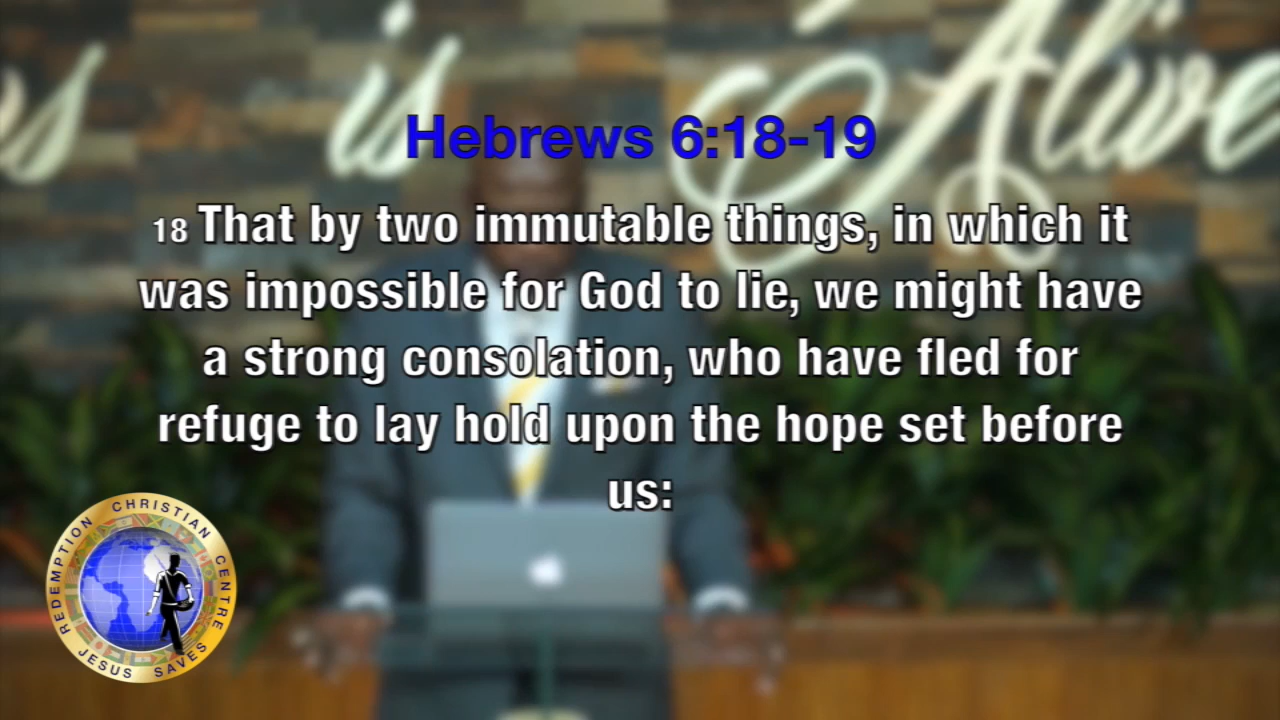 s is Alive
Hebrews 6:18-19
18 That by two immutable things, in which it
was impossible for God to lie, we might have
a strong consolation, who have fled for
refuge to lay hold upon the hope set before
us:
REDEMPTION CHRISTIAN CENTRE
JESUS SAVES